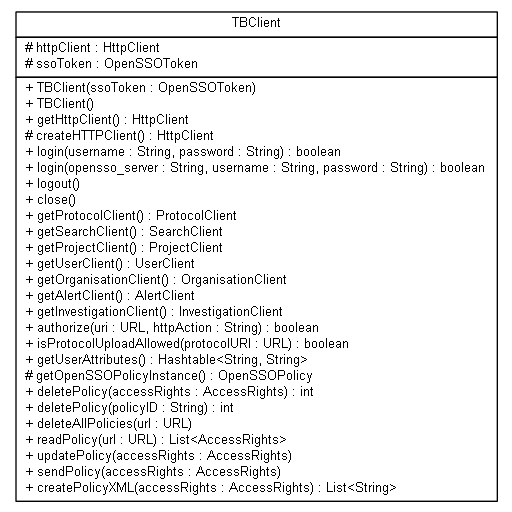 TBClient
# httpClient : HttpClient
# ssoToken : OpenSSOToken
+ TBClient(ssoToken : OpenSSOToken)
+ TBClient()
+ getHttpClient() : HttpClient
# createHTTPClient() : HttpClient
+ login(username : String, password : String) : boolean
+ login(opensso_server : String, username : String, password : String) : boolean
+ logout()
+ close()
+ getProtocolClient() : ProtocolClient
+ getSearchClient() : SearchClient
+ getProjectClient() : ProjectClient
+ getUserClient() : UserClient
+ getOrganisationClient() : OrganisationClient
+ getAlertClient() : AlertClient
+ getInvestigationClient() : InvestigationClient
+ authorize(uri : URL, httpAction : String) : boolean
+ isProtocolUploadAllowed(protocolURI : URL) : boolean
+ getUserAttributes() : Hashtable<String, String>
# getOpenSSOPolicyInstance() : OpenSSOPolicy
+ deletePolicy(accessRights : AccessRights) : int
+ deletePolicy(policyID : String) : int
+ deleteAllPolicies(url : URL)
+ readPolicy(url : URL) : List<AccessRights>
+ updatePolicy(accessRights : AccessRights)
+ sendPolicy(accessRights : AccessRights)
+ createPolicyXML(accessRights : AccessRights) : List<String>